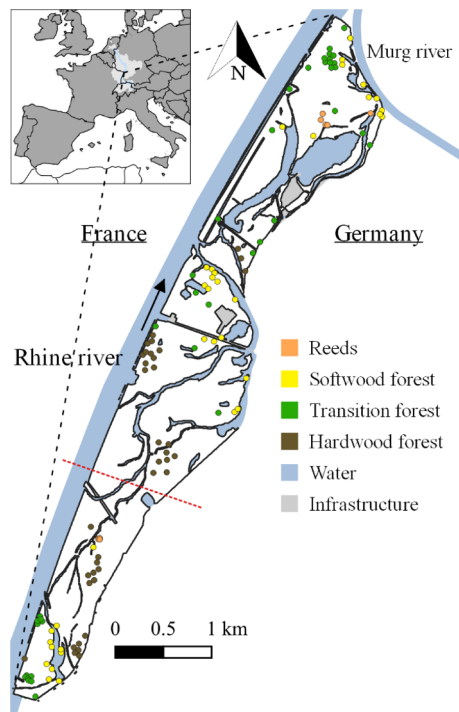 Murg river
N
France
Germany
Rhine river
Reeds
Softwood forest
Transition forest
Hardwood forest
Water
Infrastructure
0 0.5 1 km